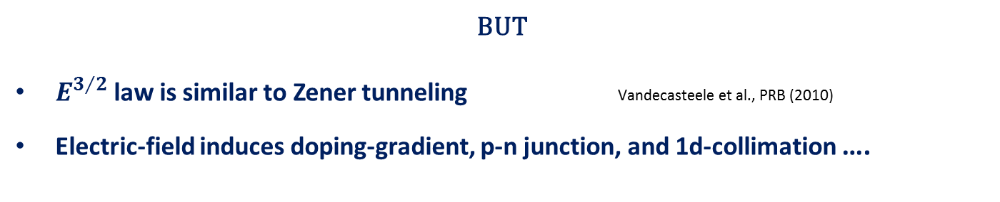 BUT
• E^{3/2} law is similar to Zener tunneling Vandecasteele et al., PRB (2010)
• Electric-field induces doping-gradient, p-n junction, and 1d-collimation ....